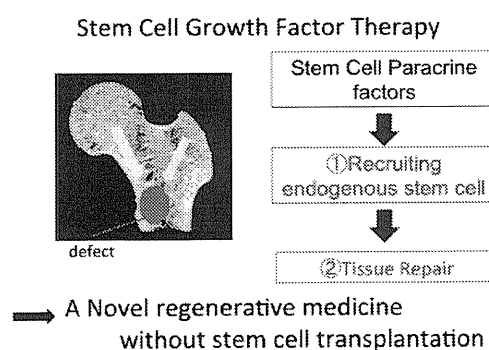 Stem Cell Growth Factor Therapy
Stem Cell Paracrine
factors
①Recruiting
endogenous stem cell
defect
②Tissue Repair
A Novel regenerative medicine
without stem cell transplantation